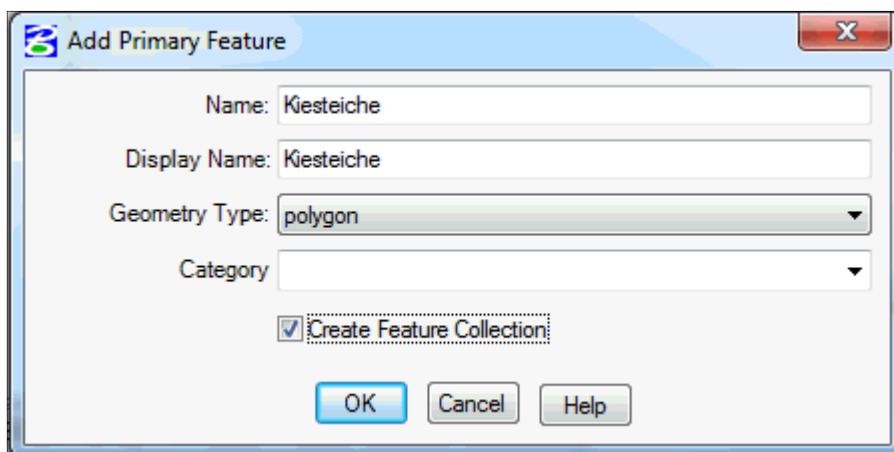 Add Primary Feature
Name: Kiesteiche
Display Name: Kiesteiche
Geometry Type: polygon
Category
Create Feature Collection
OK Cancel Help